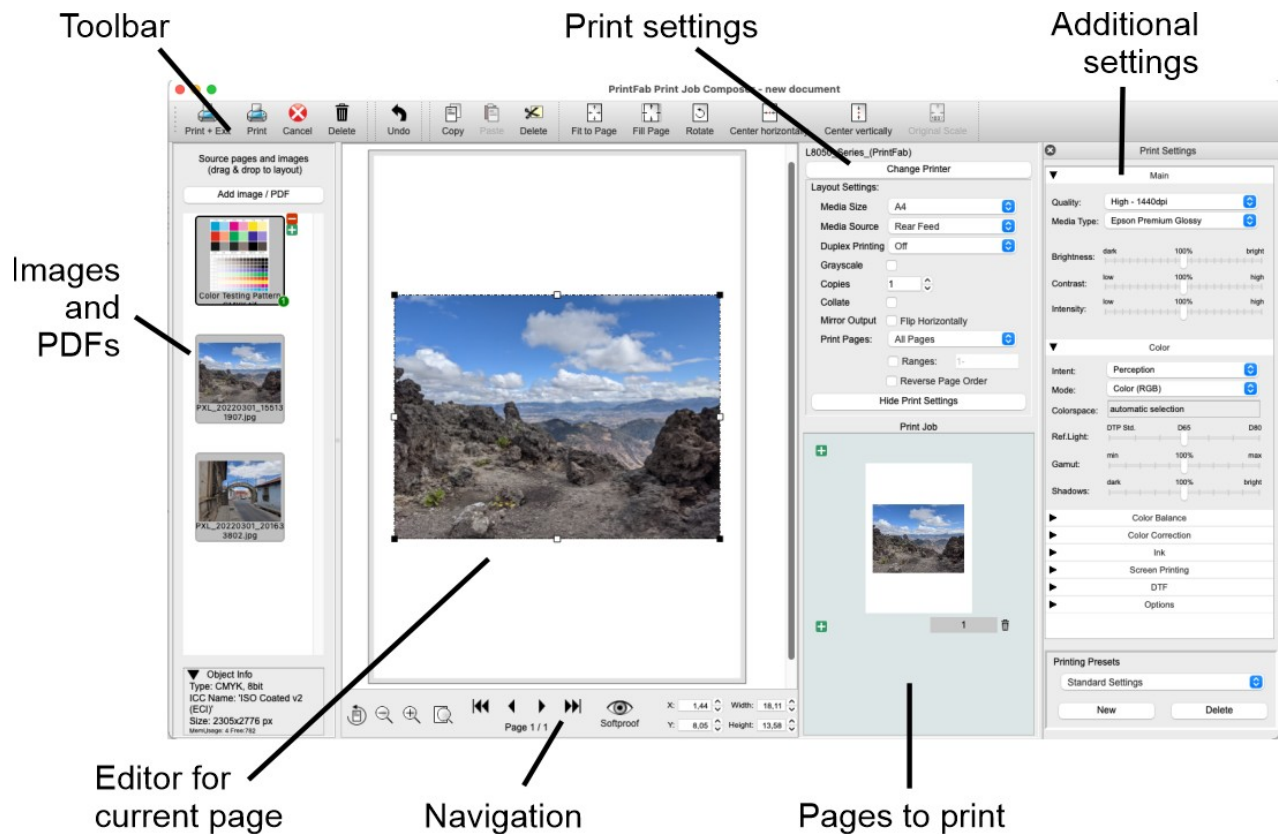 Toolbar
Print settings
Additional
settings
PrintFab Print Job Composer - new document
Print + Exit Print Cancel Delete Undo Copy Paste Delete Fit to Page Fill Page Rotate Center horizontally Center vertically Original Scale
Source pages and images
(drag & drop to layout)
Add image / PDF
Color Testing Pattern
PXL_20220301_15513
1907.jpg
PXL_20220301_20163
3802.jpg
Images
and
PDFs
Object Info
Type: CMYK, 8bit
ICC Name: 'ISO Coated v2
(ECI)'
Size: 2305x2776 px
MemUsage: 4 Free:782
Page 1 / 1
Softproof
X: 1,44 Width: 18,11
Y: 8,05 Height: 13,58
L8050_Series_(PrintFab)
Change Printer
Layout Settings:
Media Size A4
Media Source Rear Feed
Duplex Printing Off
Grayscale
Copies 1
Collate
Mirror Output Flip Horizontally
Print Pages: All Pages
Ranges: 1-
Reverse Page Order
Hide Print Settings
Print Job
1
Print Settings
Main
Quality: High - 1440dpi
Media Type: Epson Premium Glossy
dark 100% bright
Brightness:
low 100% high
Contrast:
low 100% high
Intensity:
Color
Intent: Perception
Mode: Color (RGB)
Colorspace: automatic selection
DTP Std. D65 D80
Ref.Light:
min 100% max
Gamut:
dark 100% bright
Shadows:
Color Balance
Color Correction
Ink
Screen Printing
DTF
Options
Printing Presets
Standard Settings
New Delete
Editor for
current page
Navigation
Pages to print